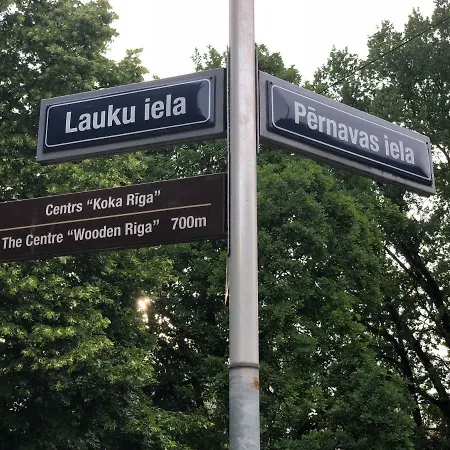 Lauku iela
Pērnavas iela
Centrs "Koka Rīga"
The Centre "Wooden Riga" 700m